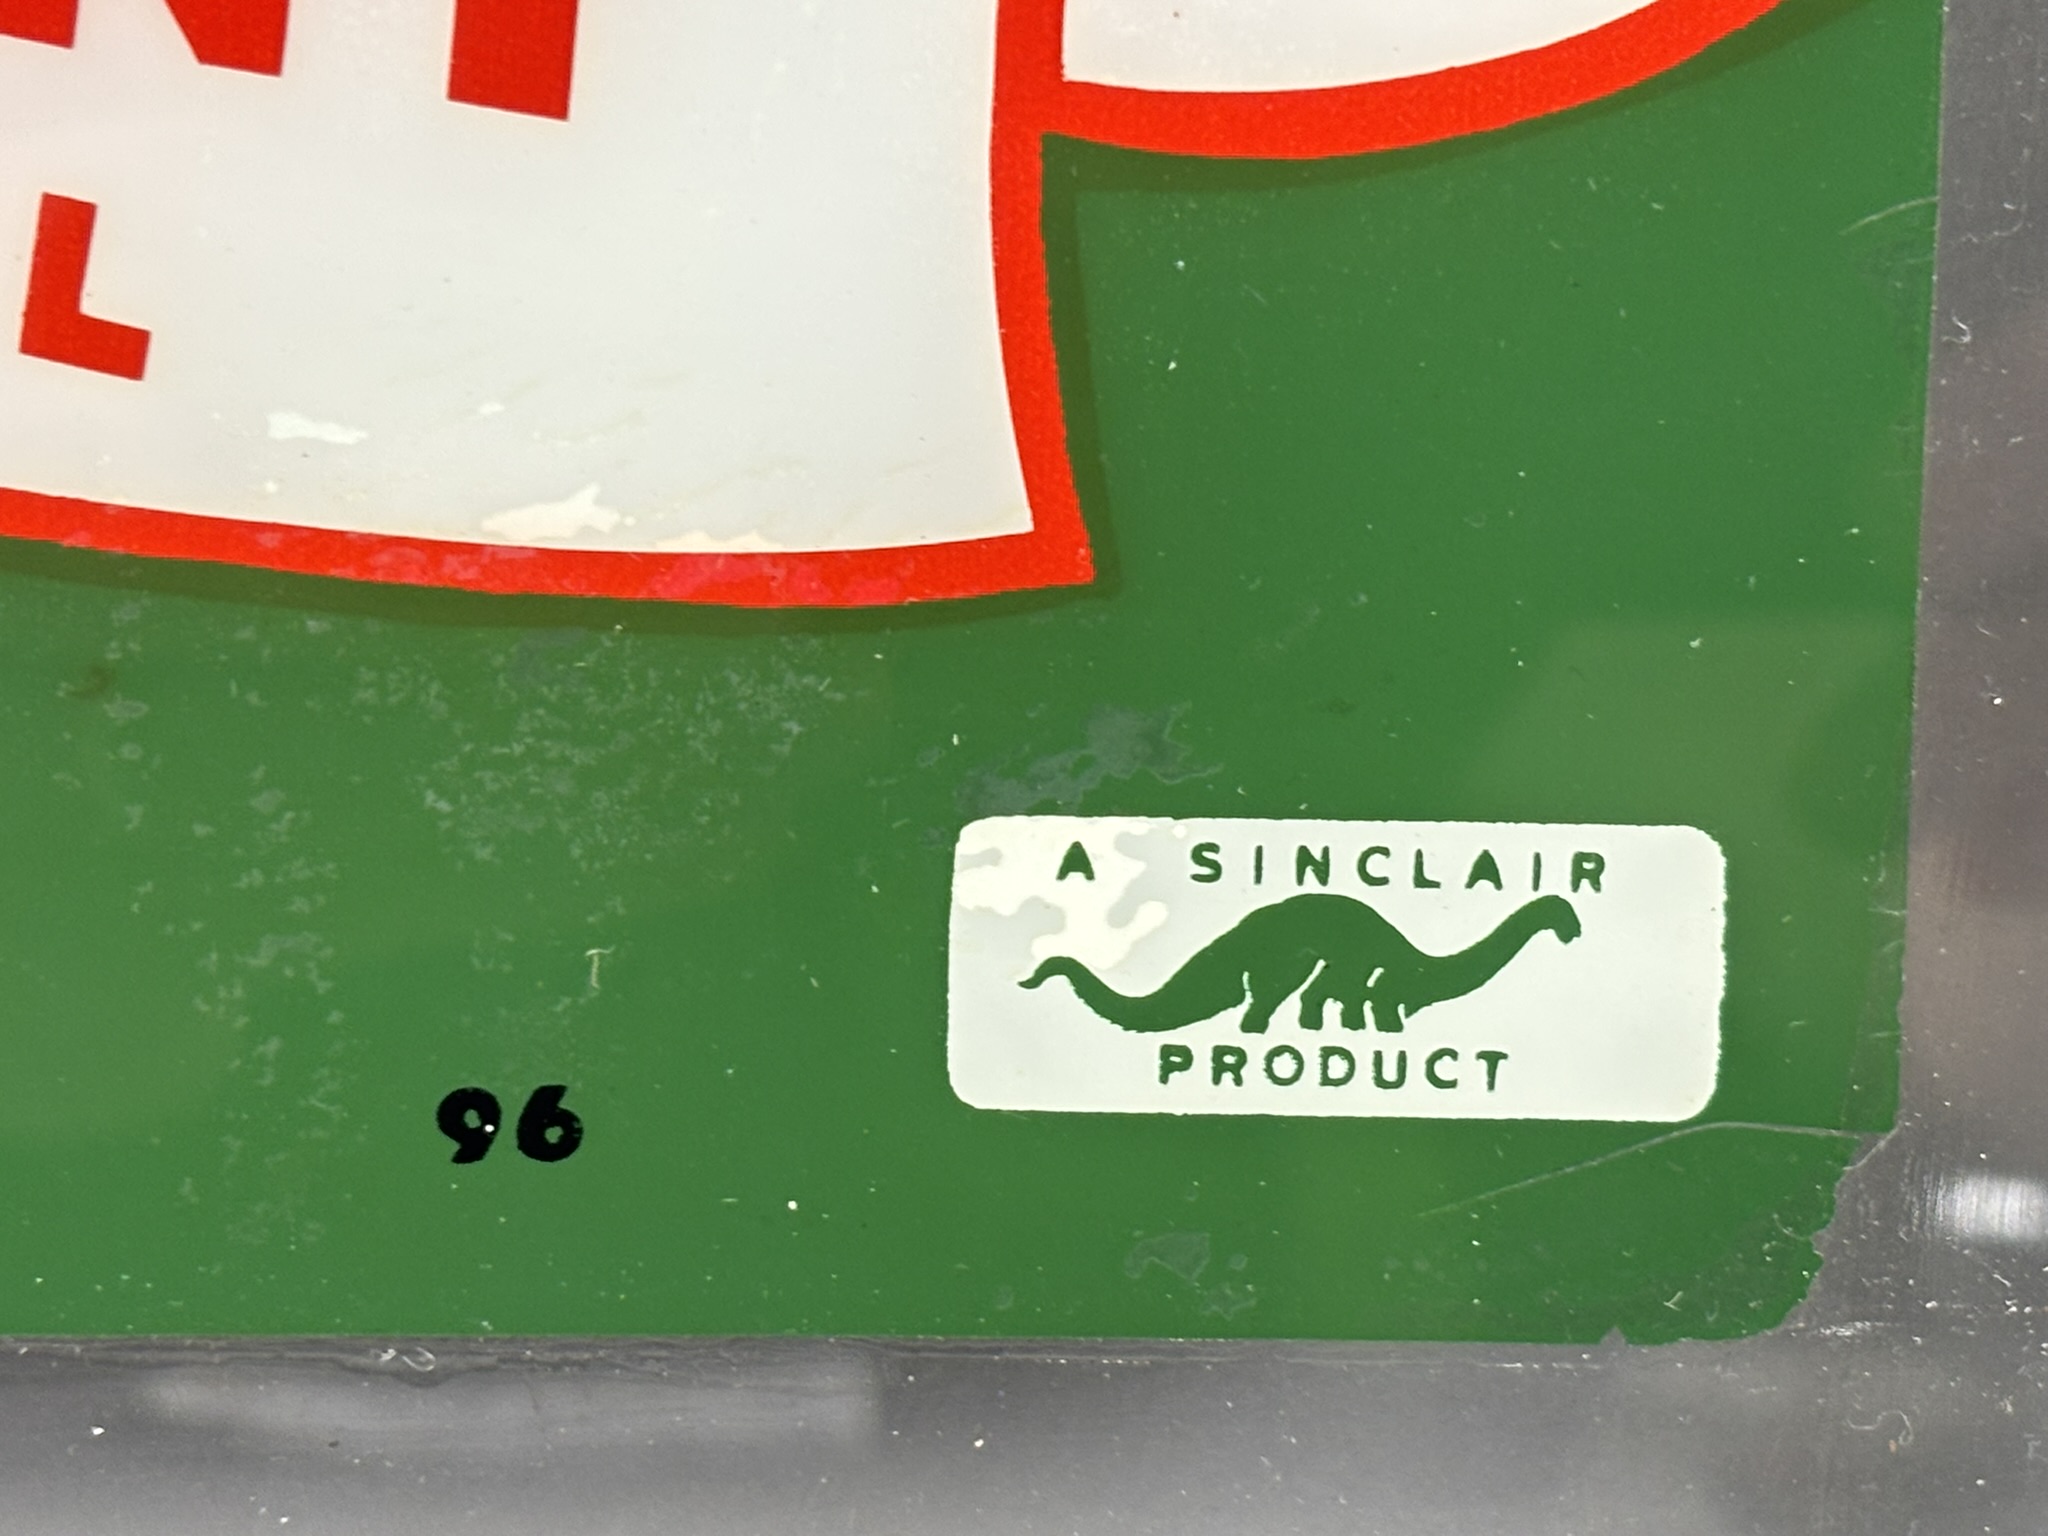 L
96
A SINCLAIR
PRODUCT